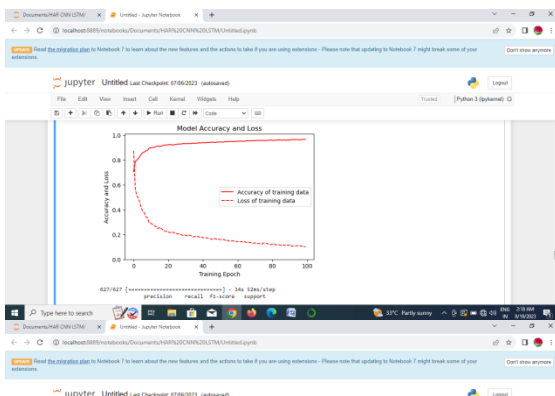 Documents/HAR CNN LSTM/ Untitled - Jupyter Notebook
localhost:8889/notebooks/Documents/HAR%20CNN%20LSTM/Untitled.ipynb
UPDATE Read the migration plan to Notebook 7 to learn about the new features and the actions to take if you are using extensions - Please note that updating to Notebook 7 might break some of your extensions. Don't show anymore
jupyter Untitled Last Checkpoint: 07/06/2023 (autosaved) Logout
File Edit View Insert Cell Kernel Widgets Help Trusted Python 3 (ipykernel)
Run Code
Model Accuracy and Loss
1.0
0.8
0.6
0.4
0.2
0.0
Accuracy and Loss
Accuracy of training data
Loss of training data
0 20 40 60 80 100
Training Epoch
627/627 [==============================] - 34s 52ms/step
precision recall f1-score support
Type here to search 33°C Partly sunny ENG 2:19 AM
IN 9/19/2023
Documents/HAR CNN LSTM/ Untitled - Jupyter Notebook
localhost:8889/notebooks/Documents/HAR%20CNN%20LSTM/Untitled.ipynb
UPDATE Read the migration plan to Notebook 7 to learn about the new features and the actions to take if you are using extensions - Please note that updating to Notebook 7 might break some of your extensions. Don't show anymore
jupyter Untitled Last Checkpoint: 07/06/2023 (autosaved) Logout